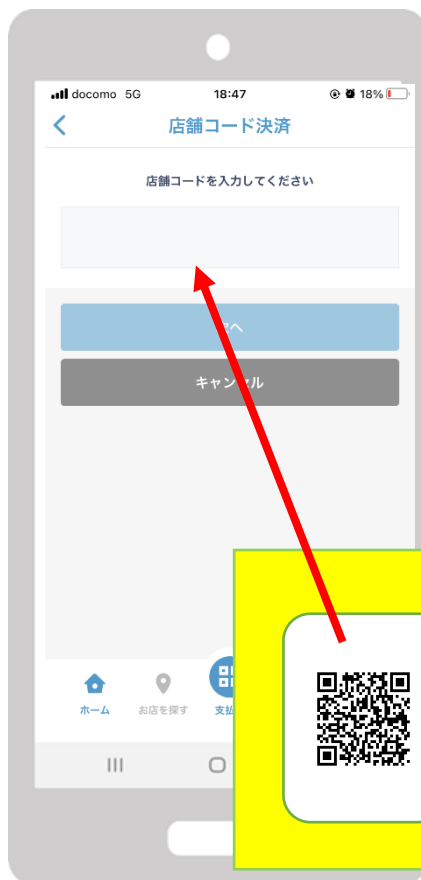 docomo 5G 18:47 18%
店舗コード決済
店舗コードを入力してください
へ
キャンセル
ホーム お店を探す 支払